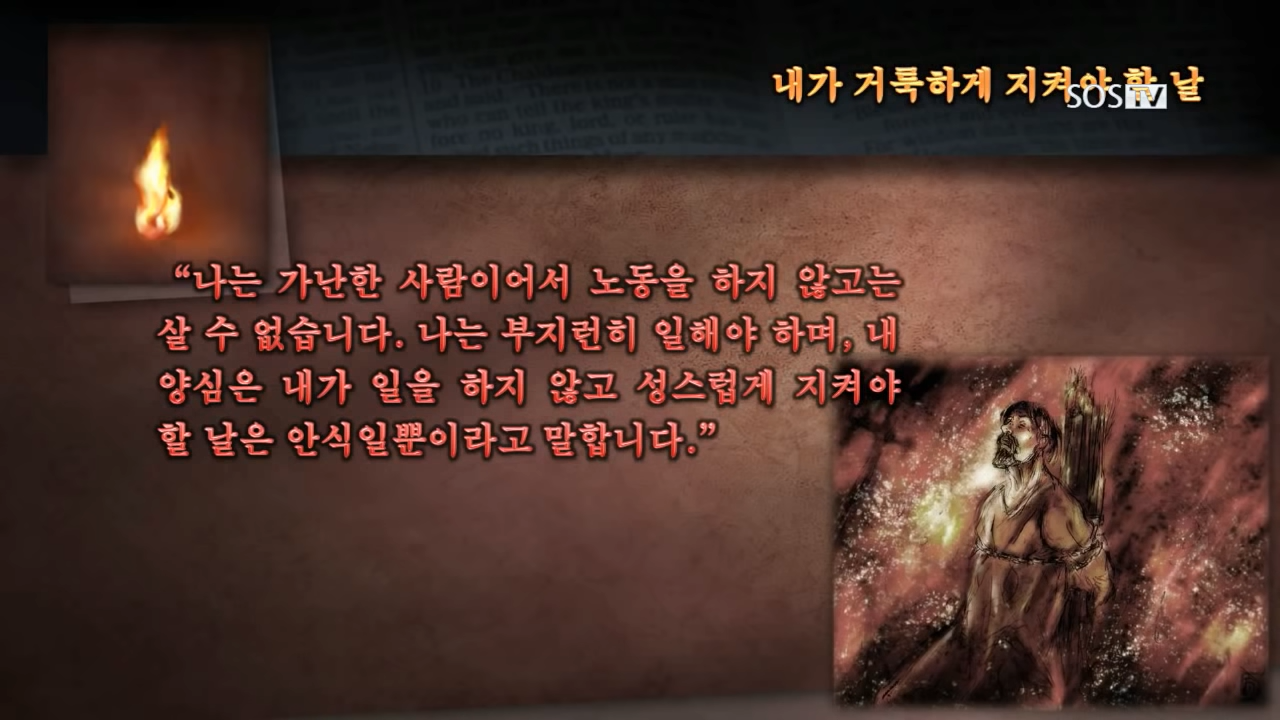 내가 거룩하게 지켜야 할 날
SOSTV
“나는 가난한 사람이어서 노동을 하지 않고는
살 수 없습니다. 나는 부지런히 일해야 하며, 내
양심은 내가 일을 하지 않고 성스럽게 지켜야
할 날은 안식일뿐이라고 말합니다.”